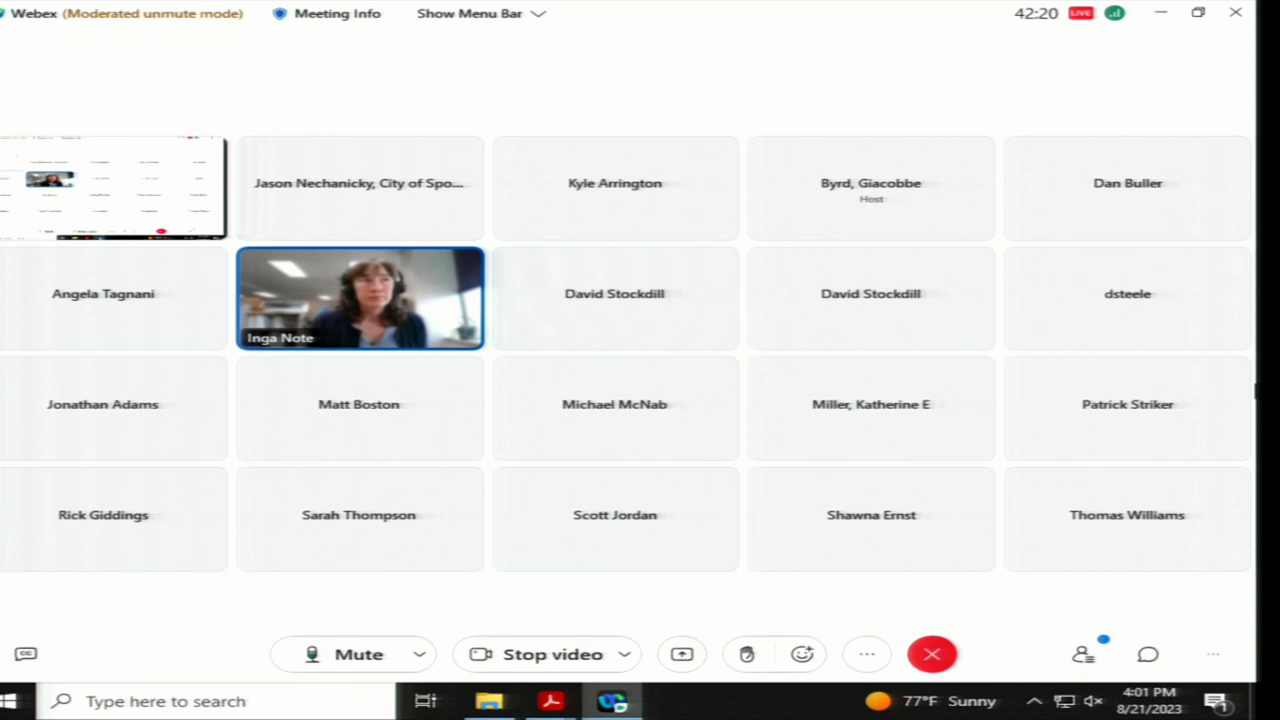 Webex (Moderated unmute mode) Meeting Info Show Menu Bar 42:20 LIVE
Jason Nechanicky, City of Spo... Kyle Arrington Byrd, Giacobbe Dan Buller
Host
Angela Tagnani Inga Note David Stockdill David Stockdill dsteele
Jonathan Adams Matt Boston Michael McNab Miller, Katherine E Patrick Striker
Rick Giddings Sarah Thompson Scott Jordan Shawna Ernst Thomas Williams
CC Mute Stop video
Type here to search 77°F Sunny 4:01 PM
8/21/2023 1